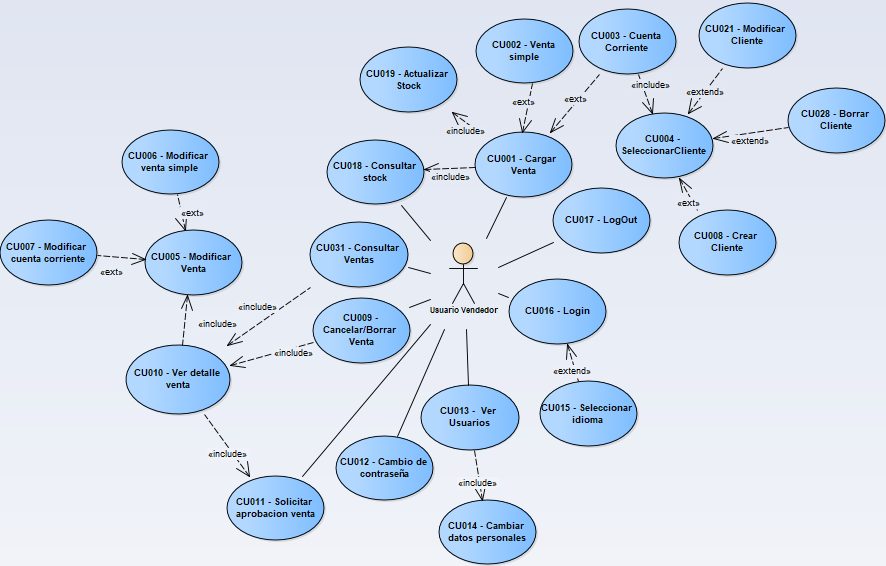 CU021 - Modificar
Cliente
CU002 - Venta
simple
CU003 - Cuenta
Corriente
CU019 - Actualizar
Stock
«include»
«extend»
«ext»
«ext»
CU028 - Borrar
Cliente
«include»
CU004 -
SeleccionarCliente
«extend»
CU006 - Modificar
venta simple
CU018 - Consultar
stock
«include»
CU001 - Cargar
Venta
«ext»
«ext»
CU017 - LogOut
CU008 - Crear
Cliente
CU007 - Modificar
cuenta corriente
«ext»
CU005 - Modificar
Venta
CU031 - Consultar
Ventas
Usuario Vendedor
CU016 - Login
«include»
«include»
CU009 -
Cancelar/Borrar
Venta
«include»
CU010 - Ver detalle
venta
«extend»
CU013 - Ver
Usuarios
CU015 - Seleccionar
idioma
«include»
CU012 - Cambio de
contraseña
«include»
CU011 - Solicitar
aprobacion venta
CU014 - Cambiar
datos personales